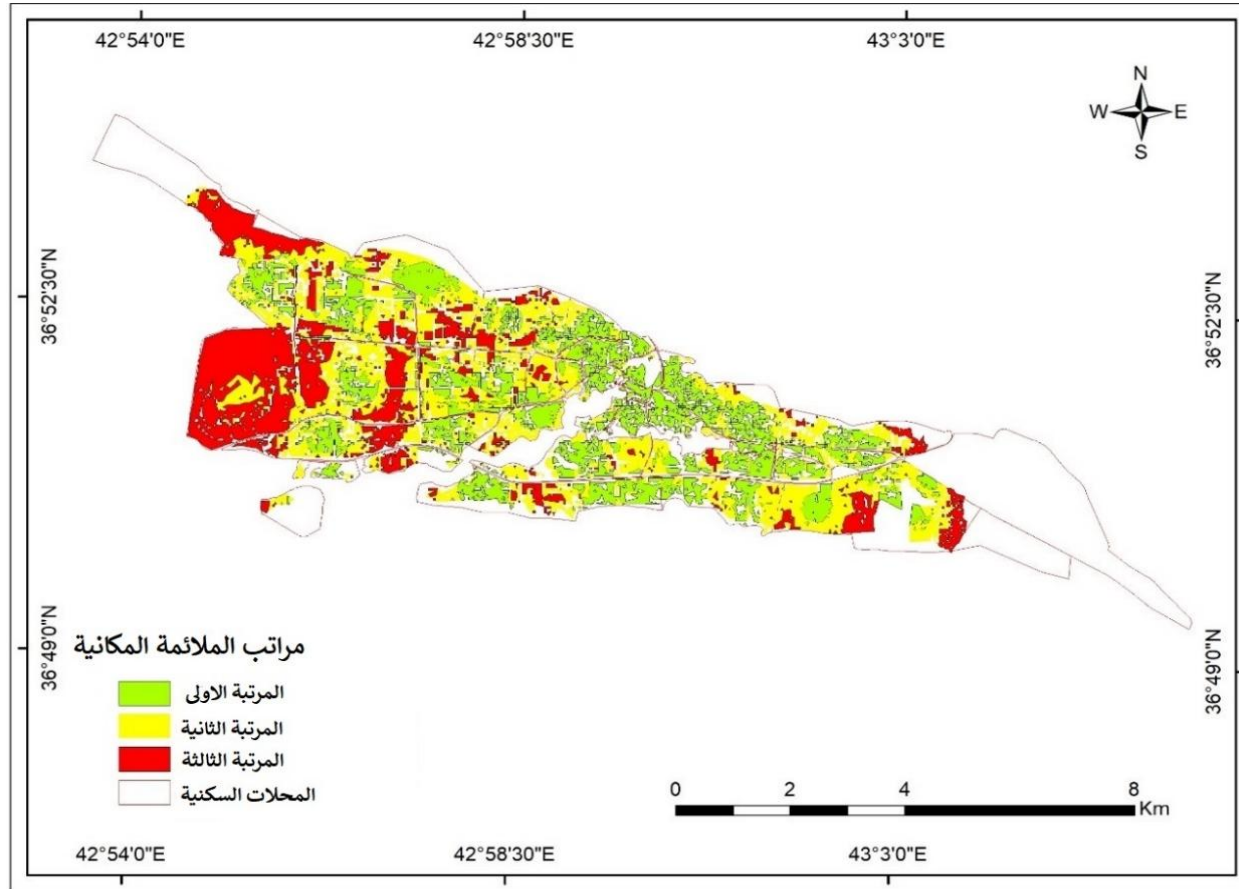 42°54'0"E 42°58'30"E 43°3'0"E
N
W E
S
36°52'30"N 36°52'30"N
36°49'0"N 36°49'0"N
مراتب الملائمة المكانية
المرتبة الاولى
المرتبة الثانية
المرتبة الثالثة
المحلات السكنية
0 2 4 8
Km
42°54'0"E 42°58'30"E 43°3'0"E